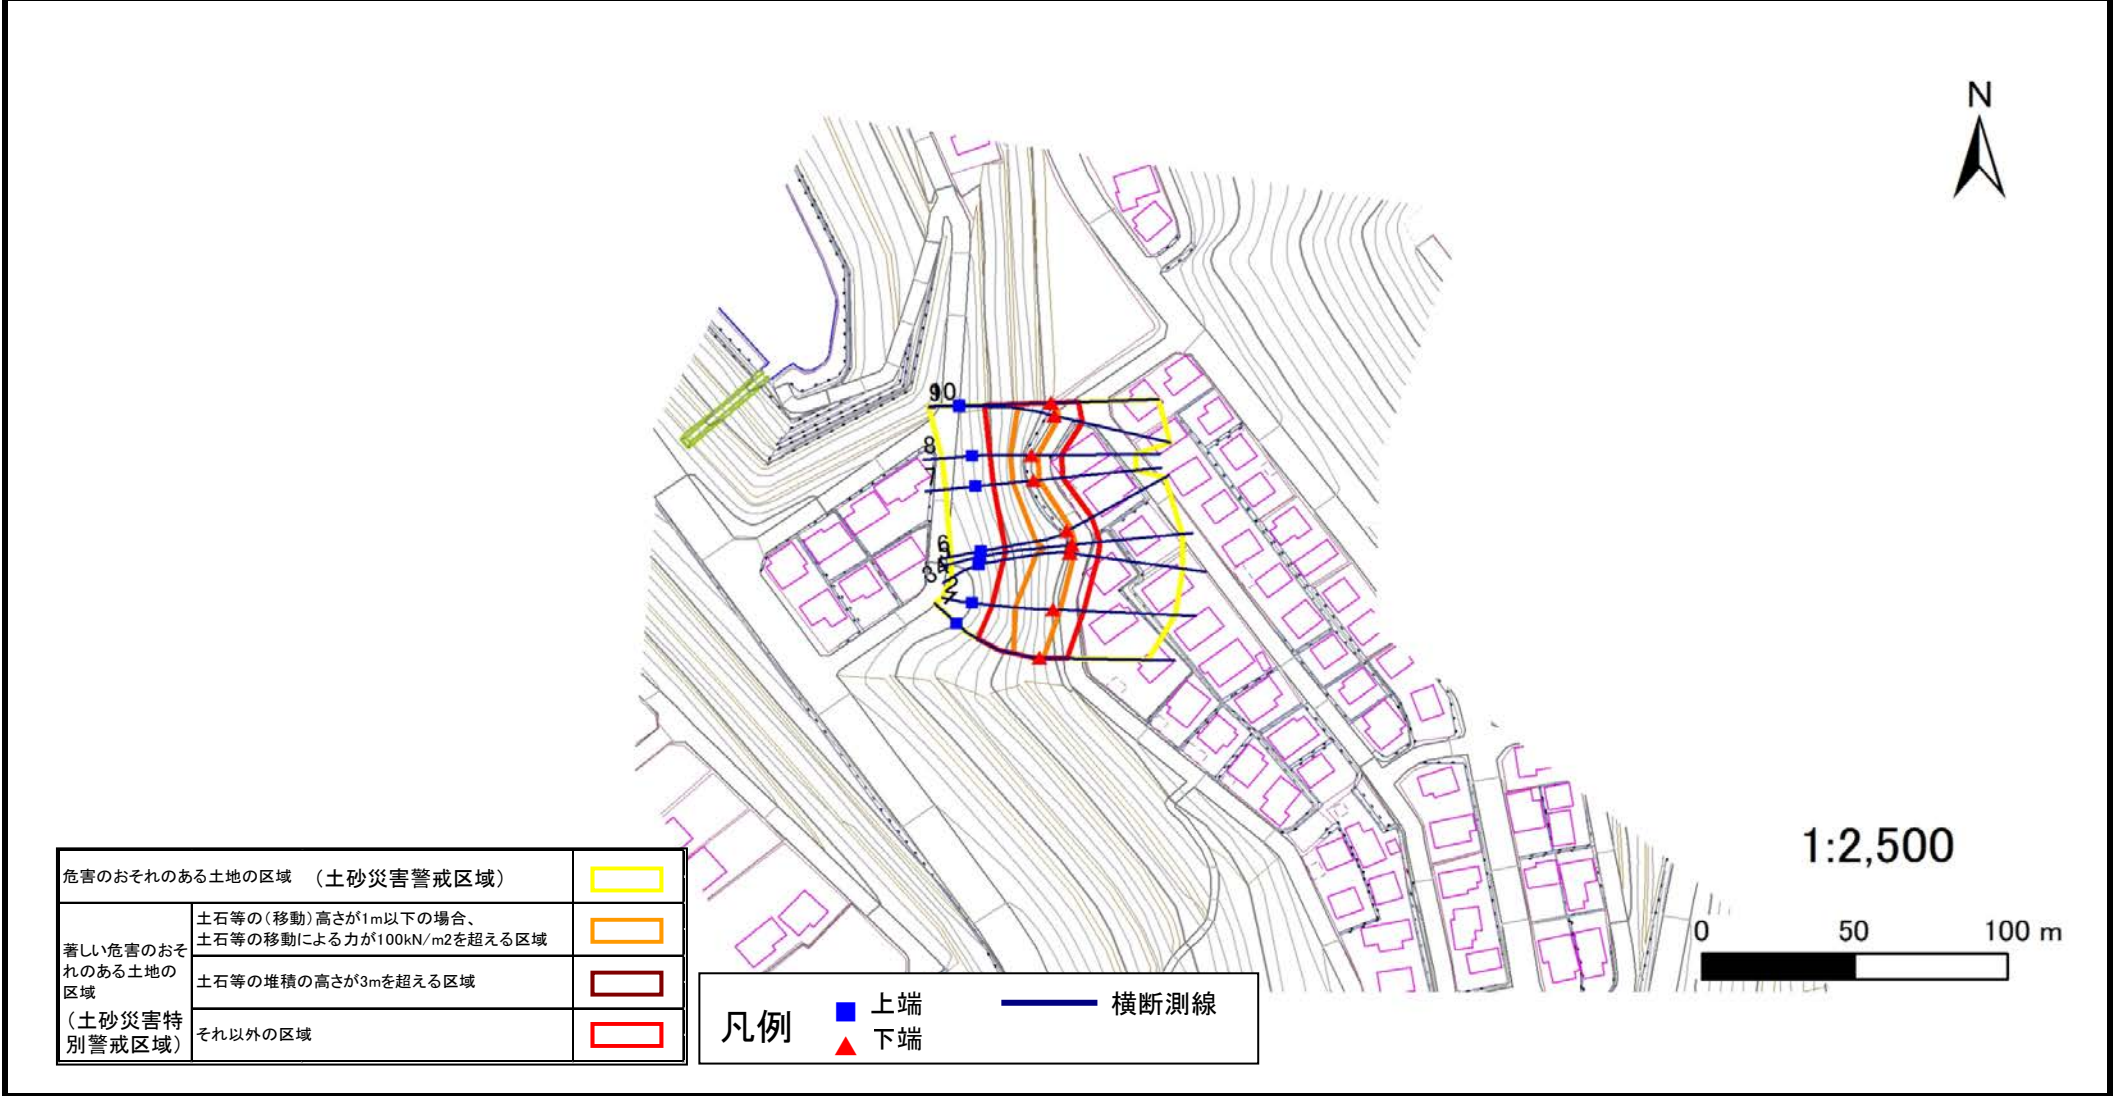 N
10
9
8
7
6
5
4
3
2
1:2,500
0 50 100 m
危害のおそれのある土地の区域 （土砂災害警戒区域）
著しい危害のおそ
れのある土地の
区域
（土砂災害特
別警戒区域）
土石等の（移動）高さが1m以下の場合、
土石等の移動による力が100kN/m2を超える区域
土石等の堆積の高さが3mを超える区域
それ以外の区域
凡例
上端
下端
横断測線